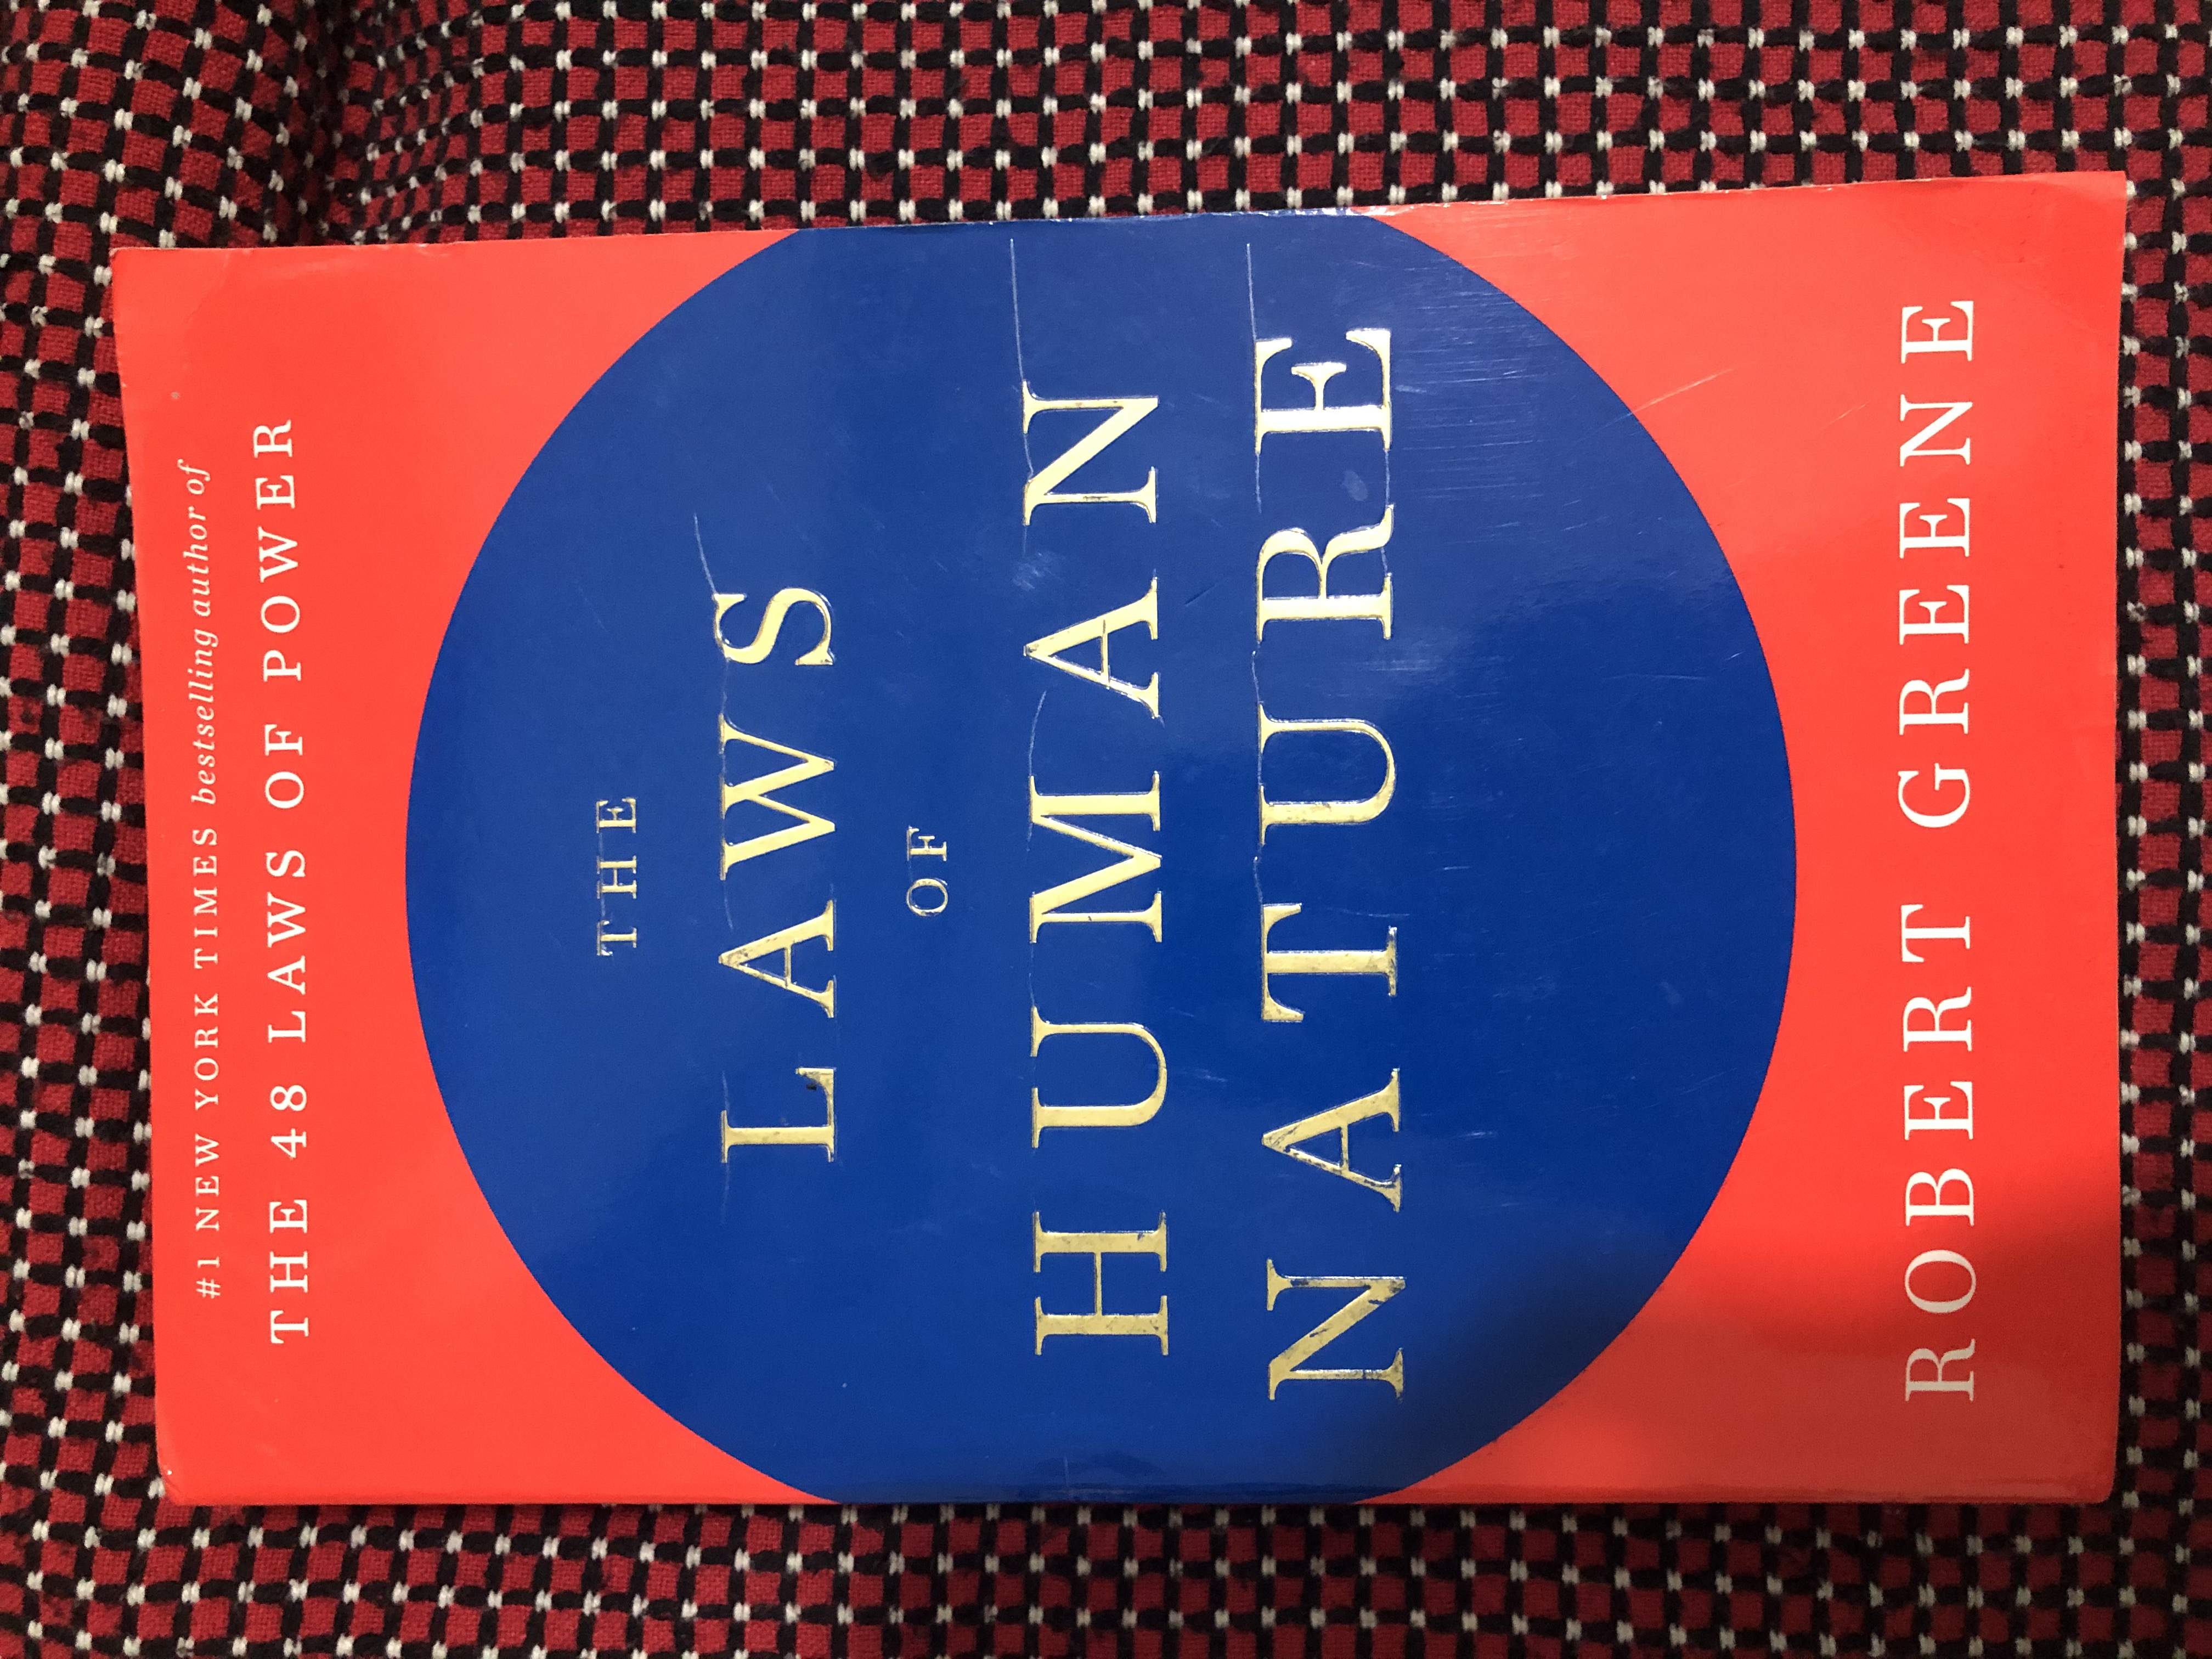 #1 NEW YORK TIMES bestselling author of
THE 48 LAWS OF POWER
THE
LAWS
OF
HUMAN
NATURE
ROBERT GREENE